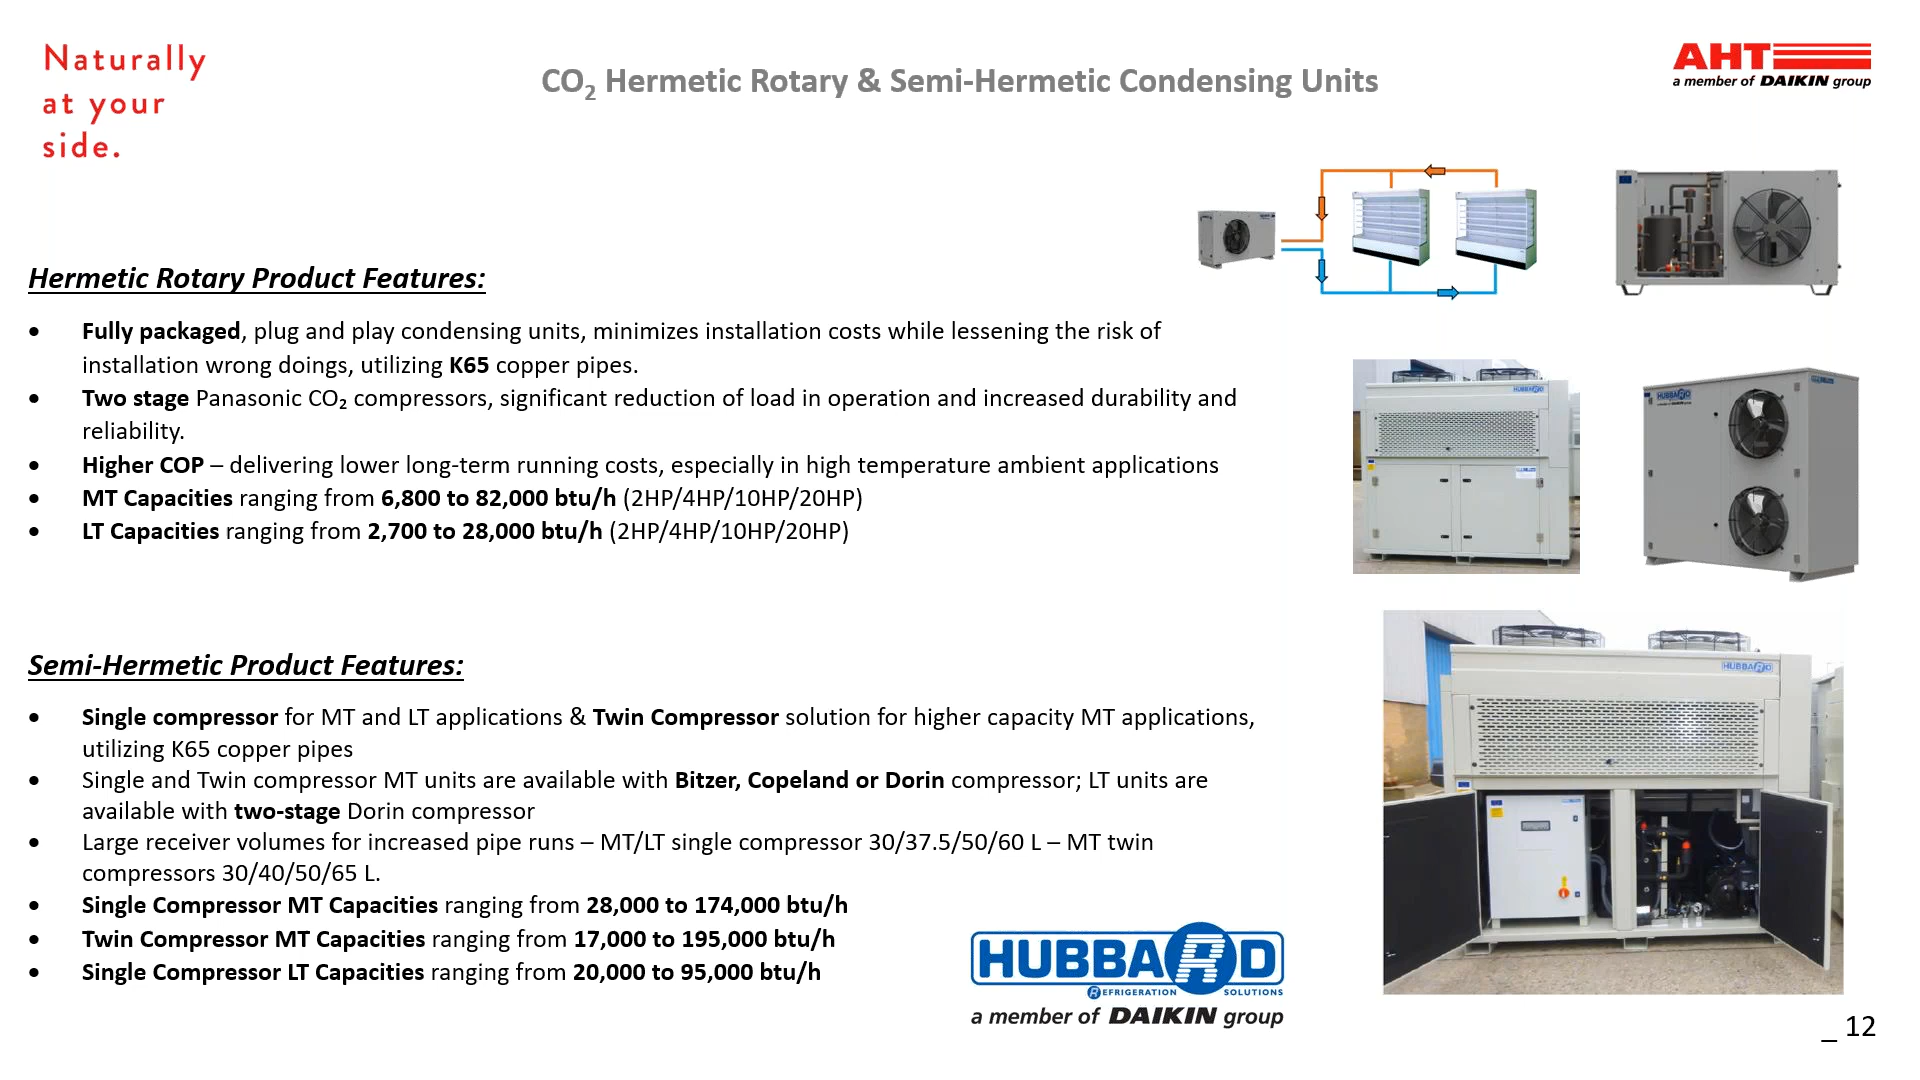 Naturally
at your
side.
CO₂ Hermetic Rotary & Semi-Hermetic Condensing Units
AHT
a member of DAIKIN group
Hermetic Rotary Product Features:
• Fully packaged, plug and play condensing units, minimizes installation costs while lessening the risk of
installation wrong doings, utilizing K65 copper pipes.
• Two stage Panasonic CO₂ compressors, significant reduction of load in operation and increased durability and
reliability.
• Higher COP – delivering lower long-term running costs, especially in high temperature ambient applications
• MT Capacities ranging from 6,800 to 82,000 btu/h (2HP/4HP/10HP/20HP)
• LT Capacities ranging from 2,700 to 28,000 btu/h (2HP/4HP/10HP/20HP)
HUBBARD
HUBBARD
Semi-Hermetic Product Features:
• Single compressor for MT and LT applications & Twin Compressor solution for higher capacity MT applications,
utilizing K65 copper pipes
• Single and Twin compressor MT units are available with Bitzer, Copeland or Dorin compressor; LT units are
available with two-stage Dorin compressor
• Large receiver volumes for increased pipe runs – MT/LT single compressor 30/37.5/50/60 L – MT twin
compressors 30/40/50/65 L.
• Single Compressor MT Capacities ranging from 28,000 to 174,000 btu/h
• Twin Compressor MT Capacities ranging from 17,000 to 195,000 btu/h
• Single Compressor LT Capacities ranging from 20,000 to 95,000 btu/h
HUBBARD
HUBBARD
REFRIGERATION SOLUTIONS
a member of DAIKIN group
_ 12